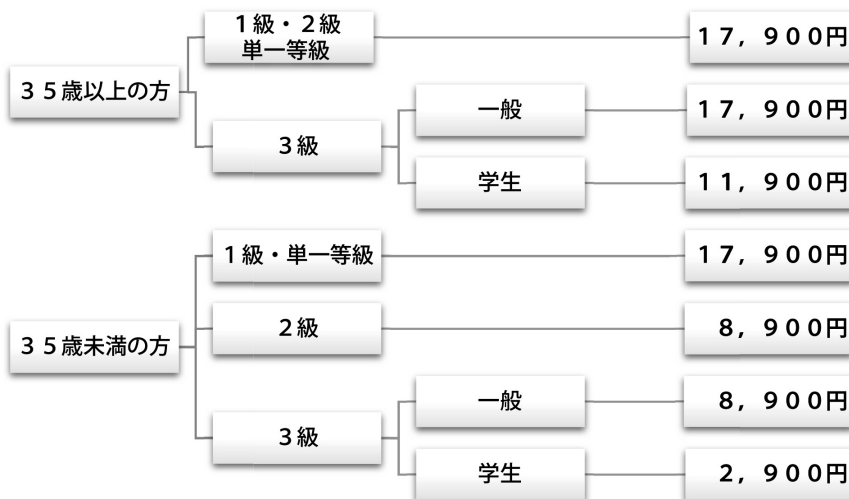 １級・２級
単一等級
１７，９００円
３５歳以上の方
一般
１７，９００円
３級
学生
１１，９００円
１級・単一等級
１７，９００円
２級
８，９００円
３５歳未満の方
一般
８，９００円
３級
学生
２，９００円